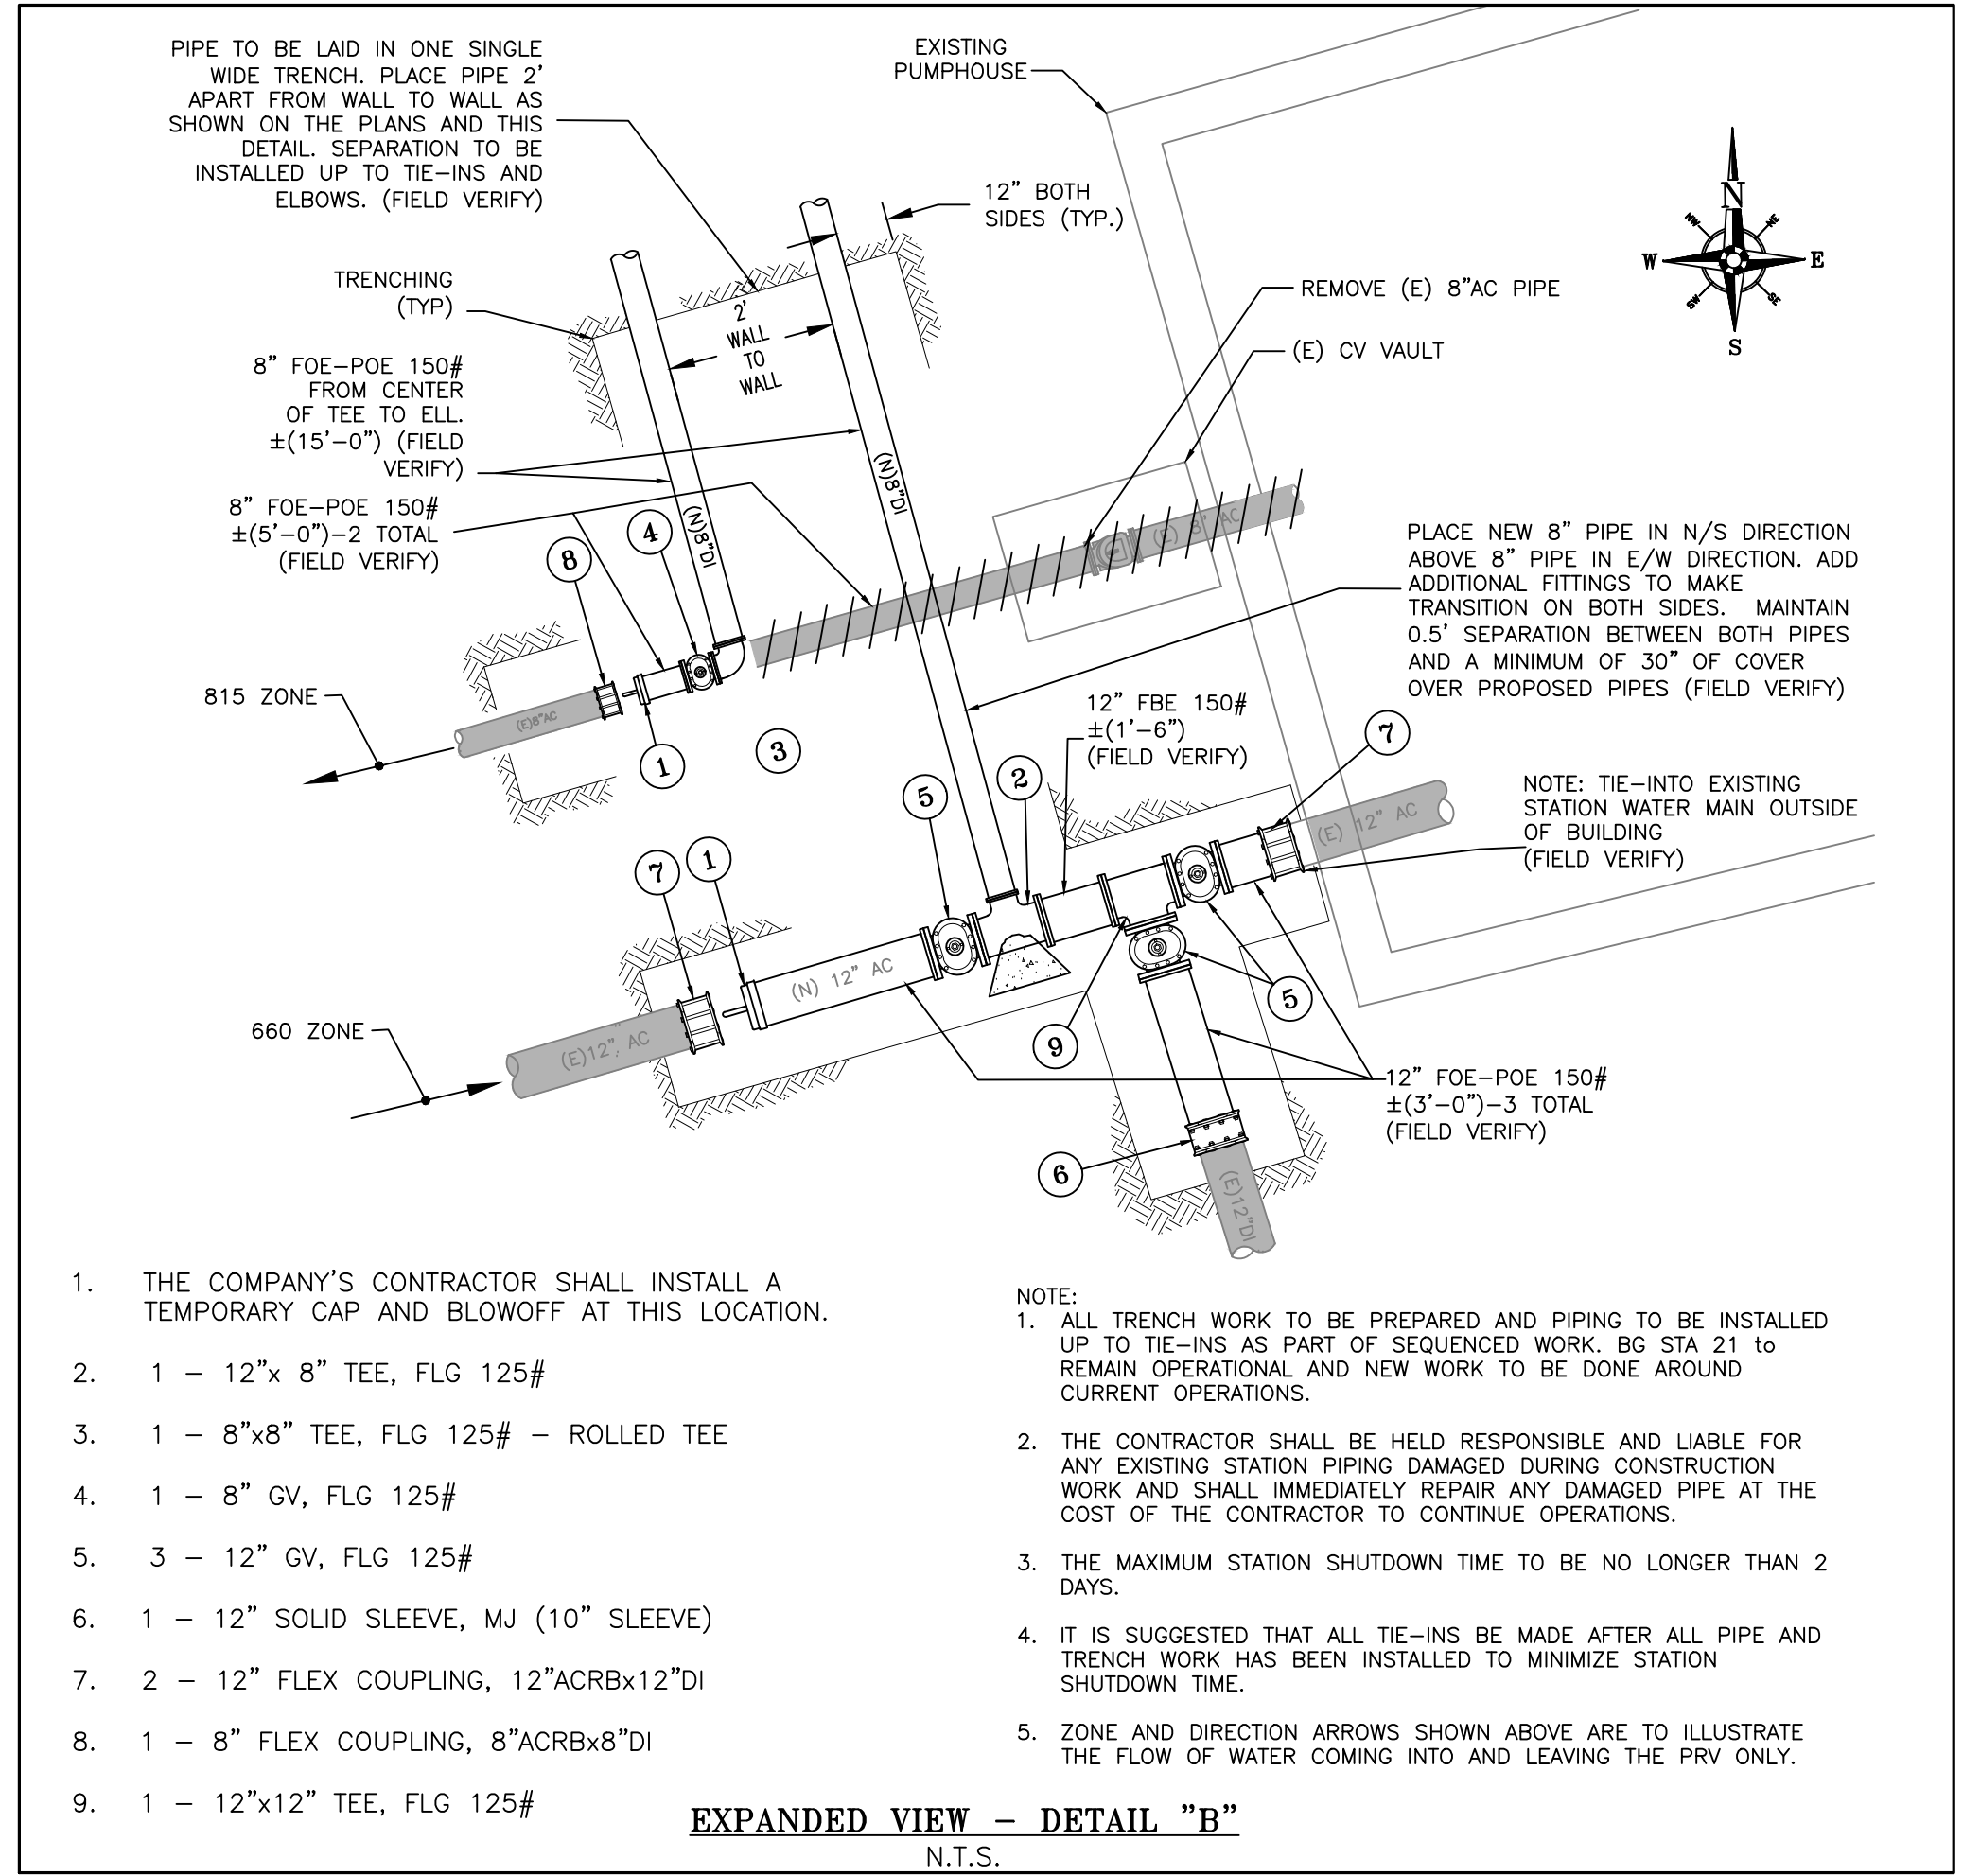 PIPE TO BE LAID IN ONE SINGLE
WIDE TRENCH. PLACE PIPE 2'
APART FROM WALL TO WALL AS
SHOWN ON THE PLANS AND THIS
DETAIL. SEPARATION TO BE
INSTALLED UP TO TIE-INS AND
ELBOWS. (FIELD VERIFY)
EXISTING
PUMPHOUSE
12" BOTH
SIDES (TYP.)
N
NW
NE
W
E
SW
SE
S
TRENCHING
(TYP)
REMOVE (E) 8"AC PIPE
(E) CV VAULT
2'
WALL
TO
WALL
8" FOE-POE 150#
FROM CENTER
OF TEE TO ELL.
±(15'-0") (FIELD
VERIFY)
8" FOE-POE 150#
±(5'-0")-2 TOTAL
(FIELD VERIFY)
(N)8"DI
(N)8"DI
(E) 8" AC
4
8
PLACE NEW 8" PIPE IN N/S DIRECTION
ABOVE 8" PIPE IN E/W DIRECTION. ADD
ADDITIONAL FITTINGS TO MAKE
TRANSITION ON BOTH SIDES. MAINTAIN
0.5' SEPARATION BETWEEN BOTH PIPES
AND A MINIMUM OF 30" OF COVER
OVER PROPOSED PIPES (FIELD VERIFY)
815 ZONE
(E)8"AC
1
3
12" FBE 150#
±(1'-6")
(FIELD VERIFY)
7
5
2
NOTE: TIE-INTO EXISTING
STATION WATER MAIN OUTSIDE
OF BUILDING
(FIELD VERIFY)
(E) 12" AC
7
1
(N) 12" AC
5
9
660 ZONE
(E)12" AC
12" FOE-POE 150#
±(3'-0")-3 TOTAL
(FIELD VERIFY)
6
(E)12"DI
1. THE COMPANY'S CONTRACTOR SHALL INSTALL A
TEMPORARY CAP AND BLOWOFF AT THIS LOCATION.
2. 1 - 12"x 8" TEE, FLG 125#
3. 1 - 8"x8" TEE, FLG 125# - ROLLED TEE
4. 1 - 8" GV, FLG 125#
5. 3 - 12" GV, FLG 125#
6. 1 - 12" SOLID SLEEVE, MJ (10" SLEEVE)
7. 2 - 12" FLEX COUPLING, 12"ACRBx12"DI
8. 1 - 8" FLEX COUPLING, 8"ACRBx8"DI
9. 1 - 12"x12" TEE, FLG 125#
NOTE:
1. ALL TRENCH WORK TO BE PREPARED AND PIPING TO BE INSTALLED
UP TO TIE-INS AS PART OF SEQUENCED WORK. BG STA 21 to
REMAIN OPERATIONAL AND NEW WORK TO BE DONE AROUND
CURRENT OPERATIONS.
2. THE CONTRACTOR SHALL BE HELD RESPONSIBLE AND LIABLE FOR
ANY EXISTING STATION PIPING DAMAGED DURING CONSTRUCTION
WORK AND SHALL IMMEDIATELY REPAIR ANY DAMAGED PIPE AT THE
COST OF THE CONTRACTOR TO CONTINUE OPERATIONS.
3. THE MAXIMUM STATION SHUTDOWN TIME TO BE NO LONGER THAN 2
DAYS.
4. IT IS SUGGESTED THAT ALL TIE-INS BE MADE AFTER ALL PIPE AND
TRENCH WORK HAS BEEN INSTALLED TO MINIMIZE STATION
SHUTDOWN TIME.
5. ZONE AND DIRECTION ARROWS SHOWN ABOVE ARE TO ILLUSTRATE
THE FLOW OF WATER COMING INTO AND LEAVING THE PRV ONLY.
EXPANDED VIEW - DETAIL "B"
N.T.S.